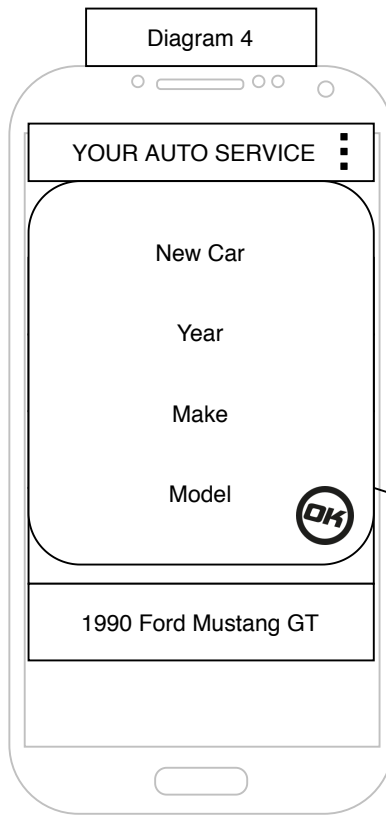 Diagram 4
YOUR AUTO SERVICE
New Car
Year
Make
Model
OK
1990 Ford Mustang GT